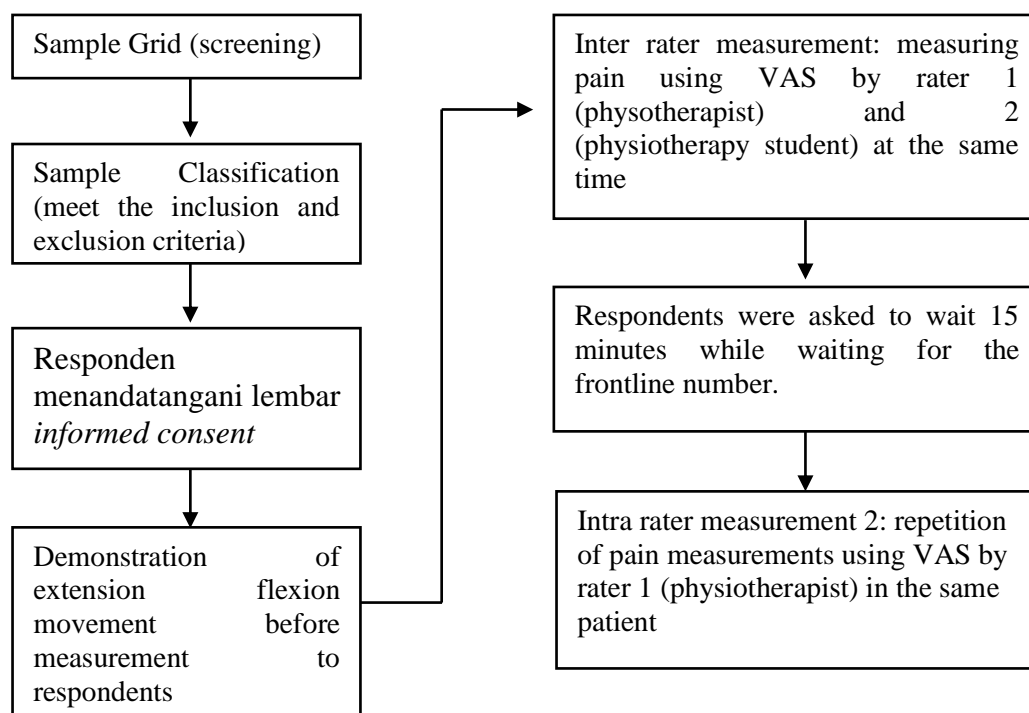 Sample Grid (screening)
Sample Classification
(meet the inclusion and
exclusion criteria)
Responden
menandatangani lembar
informed consent
Demonstration of
extension flexion
movement before
measurement to
respondents
Inter rater measurement: measuring
pain using VAS by rater 1
(physotherapist) and 2
(physiotherapy student) at the same
time
Respondents were asked to wait 15
minutes while waiting for the
frontline number.
Intra rater measurement 2: repetition
of pain measurements using VAS by
rater 1 (physiotherapist) in the same
patient